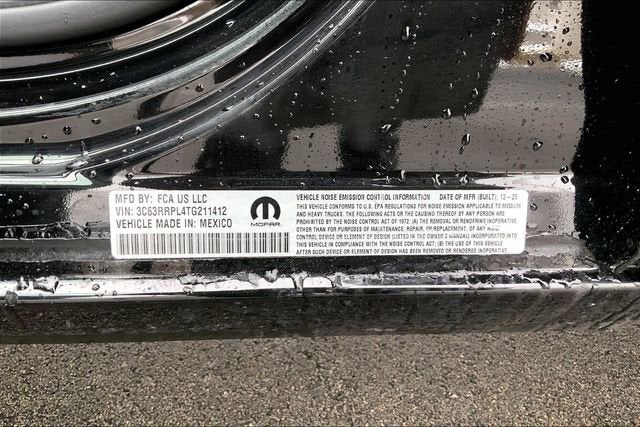 MFD BY: FCA US LLC
VIN: 3C63RRPL4TG211412
VEHICLE MADE IN: MEXICO
MOPAR
VEHICLE NOISE EMISSION CONTROL INFORMATION DATE OF MFR (BUILT): 12 - 25
THIS VEHICLE CONFORMS TO U.S. EPA REGULATIONS FOR NOISE EMISSION APPLICABLE TO MEDIUM
AND HEAVY TRUCKS. THE FOLLOWING ACTS OR THE CAUSING THEREOF BY ANY PERSON ARE
PROHIBITED BY THE NOISE CONTROL ACT OF 1972: (A) THE REMOVAL OR RENDERING INOPERATIVE,
OTHER THAN FOR PURPOSES OF MAINTENANCE, REPAIR, OR REPLACEMENT, OF ANY NOISE
CONTROL DEVICE OR ELEMENT OF DESIGN (LISTED IN THE OWNER'S MANUAL) INCORPORATED INTO
THIS VEHICLE IN COMPLIANCE WITH THE NOISE CONTROL ACT; (B) THE USE OF THIS VEHICLE
AFTER SUCH DEVICE OR ELEMENT OF DESIGN HAS BEEN REMOVED OR RENDERED INOPERATIVE.